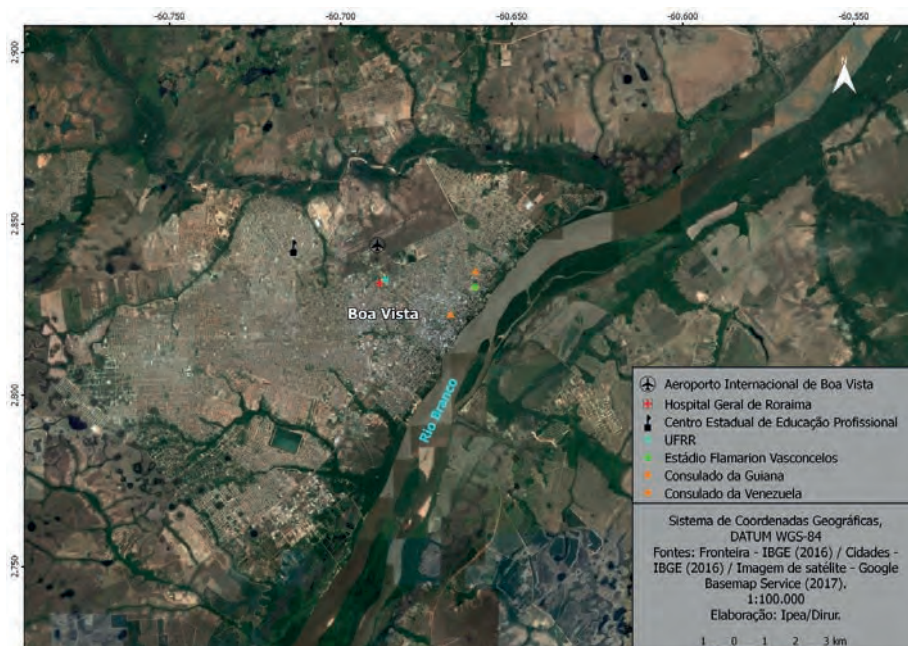 -60.750
-60.700
-60.650
-60.600
-60.550
2.900
2.850
2.800
2.750
N
Boa Vista
Rio Branco
Aeroporto Internacional de Boa Vista
Hospital Geral de Roraima
Centro Estadual de Educação Profissional
UFRR
Estádio Flamarion Vasconcelos
Consulado da Guiana
Consulado da Venezuela
Sistema de Coordenadas Geográficas,
DATUM WGS-84
Fontes: Fronteira - IBGE (2016) / Cidades -
IBGE (2016) / Imagem de satélite - Google
Basemap Service (2017).
1:100.000
Elaboração: Ipea/Dirur.
1 0 1 2 3 km